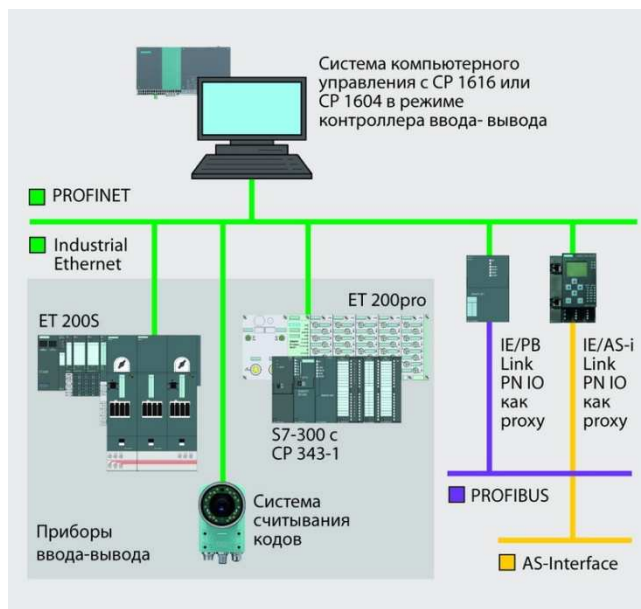 Система компьютерного
управления с CP 1616 или
CP 1604 в режиме
контроллера ввода- вывода
PROFINET
Industrial
Ethernet
ET 200S
ET 200pro
S7-300 с
CP 343-1
Система
считывания
кодов
Приборы
ввода-вывода
IE/PB
Link
PN IO
как
proxy
IE/AS-i
Link
PN IO
как
proxy
PROFIBUS
AS-Interface